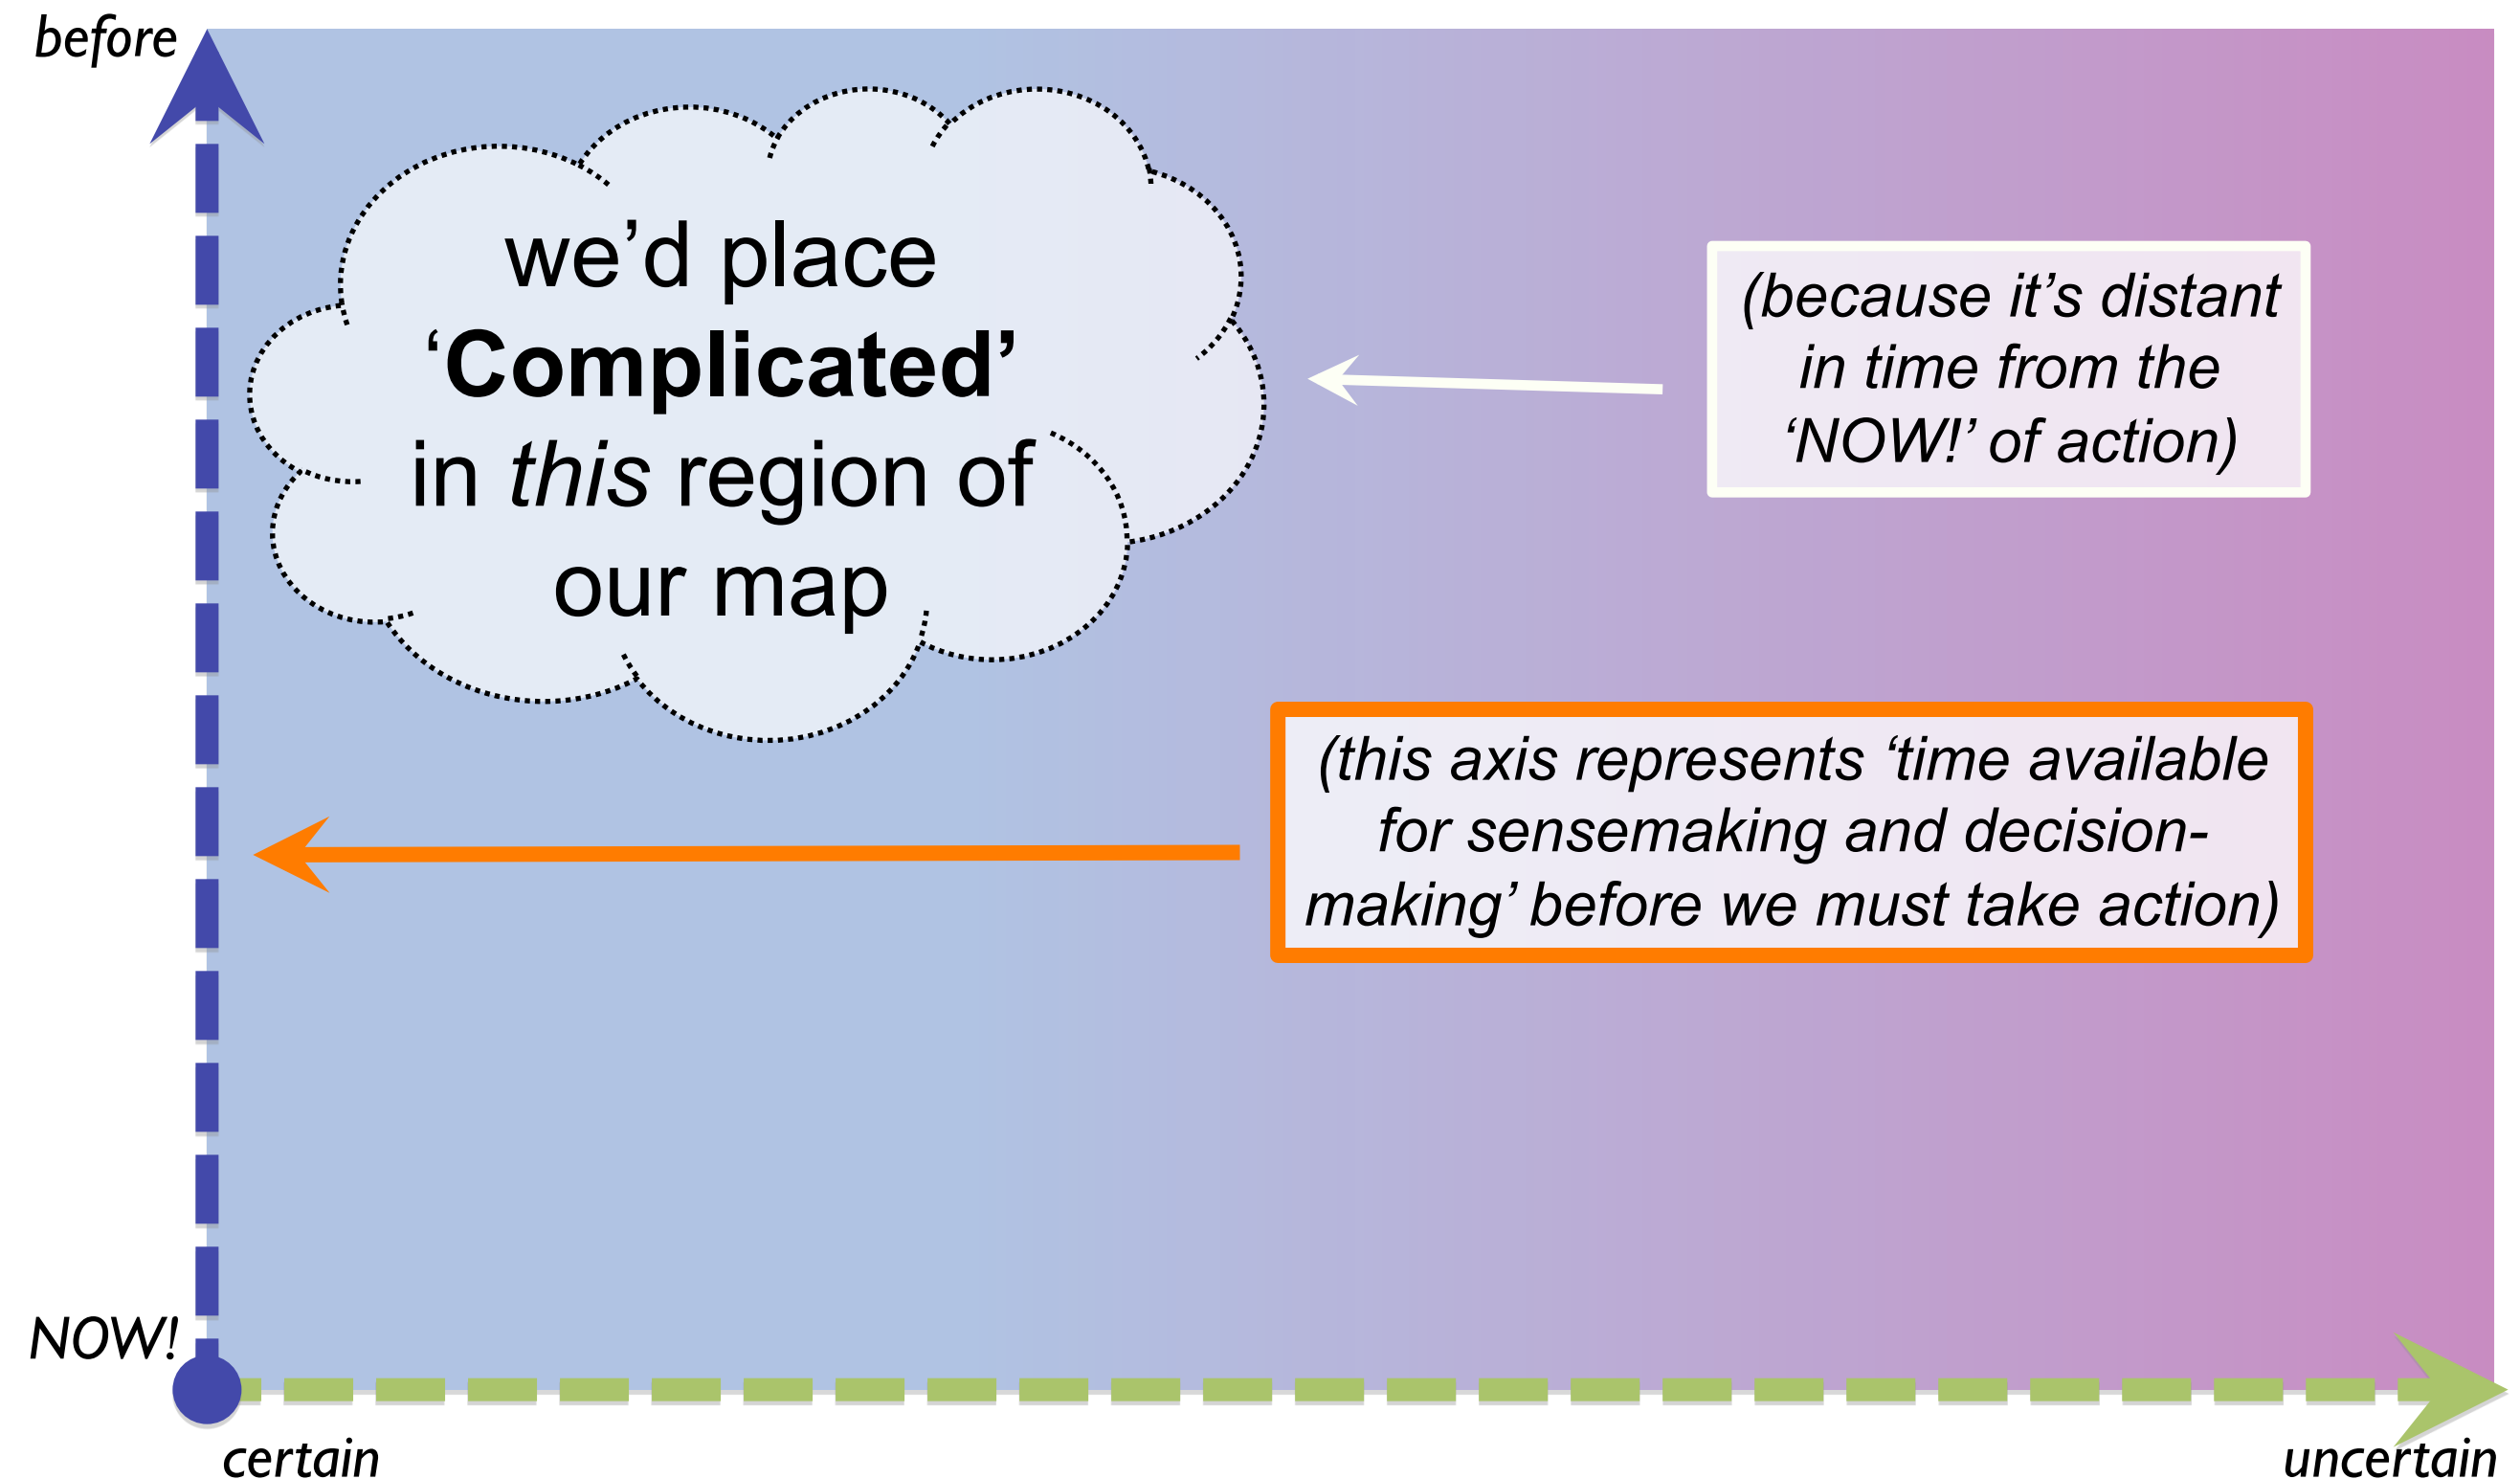 before
we’d place
‘Complicated’
in this region of
our map
(because it’s distant
in time from the
‘NOW!’ of action)
(this axis represents ‘time available
for sensemaking and decision-
making’ before we must take action)
NOW!
certain
uncertain